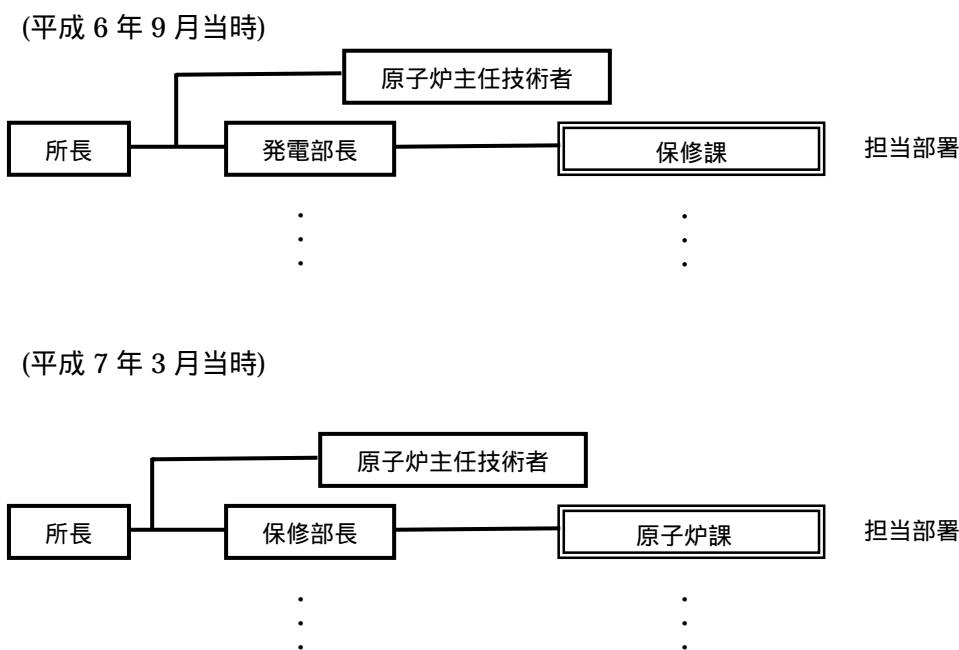 (平成 6 年 9 月当時)
原子炉主任技術者
所長 発電部長 保修課 担当部署
(平成 7 年 3 月当時)
原子炉主任技術者
所長 保修部長 原子炉課 担当部署